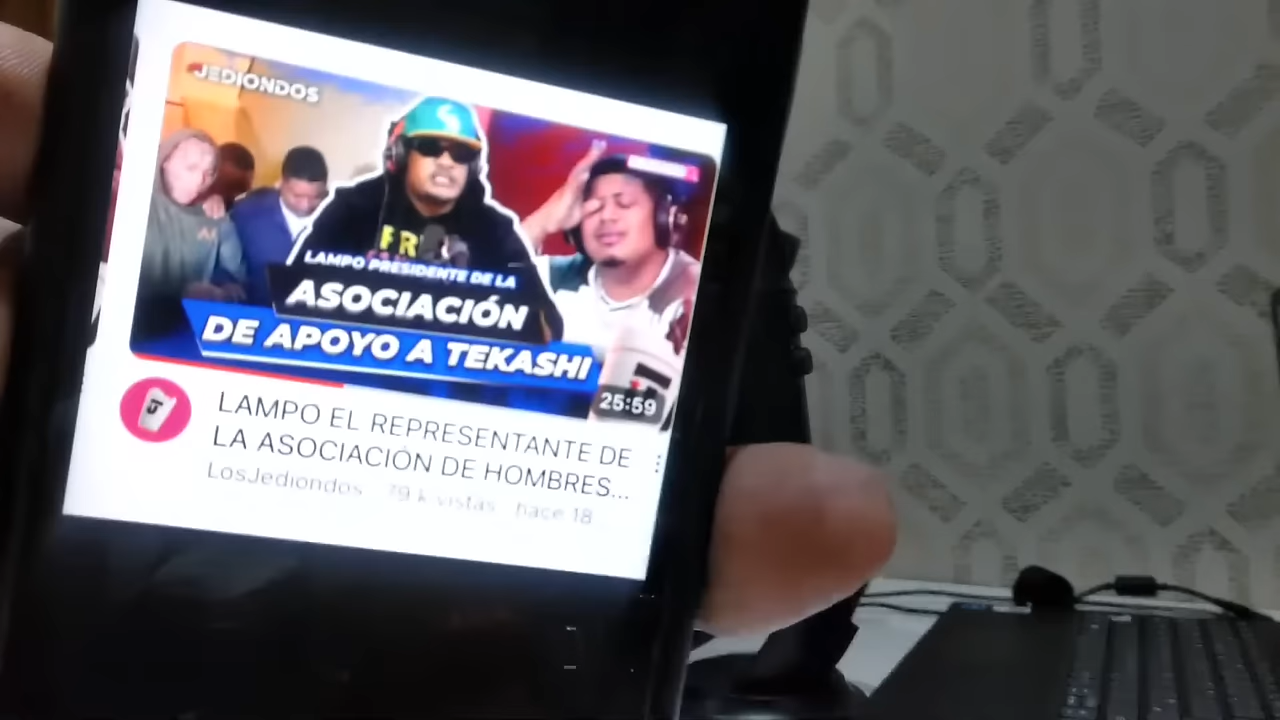 JEDIONDOS
LAMPO PRESIDENTE DE LA
ASOCIACIÓN
DE APOYO A TEKASHI
25:59
LAMPO EL REPRESENTANTE DE
LA ASOCIACIÓN DE HOMBRES...
LosJediondos 79 k vistas hace 18